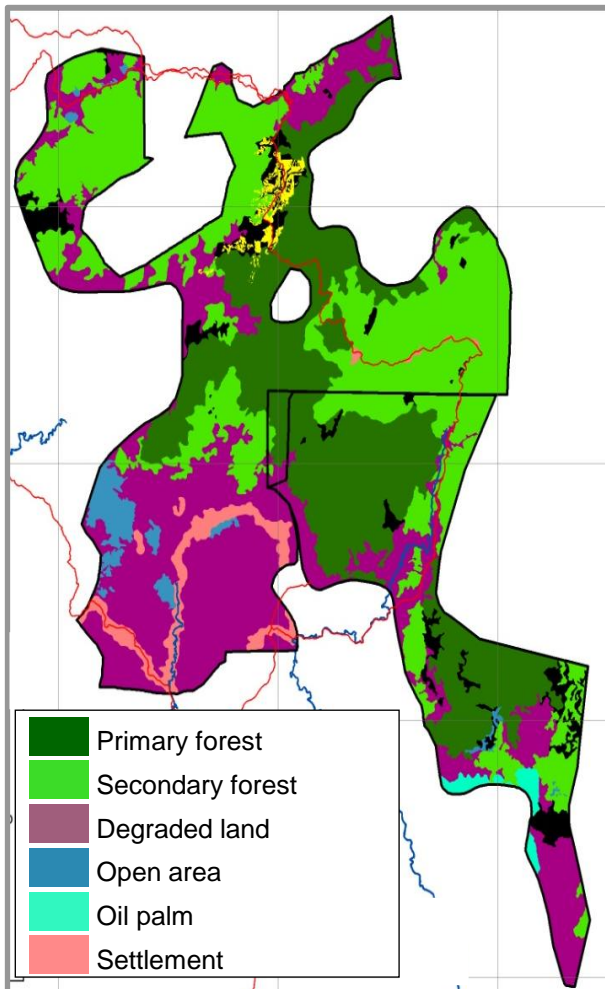 Primary forest
Secondary forest
Degraded land
Open area
Oil palm
Settlement